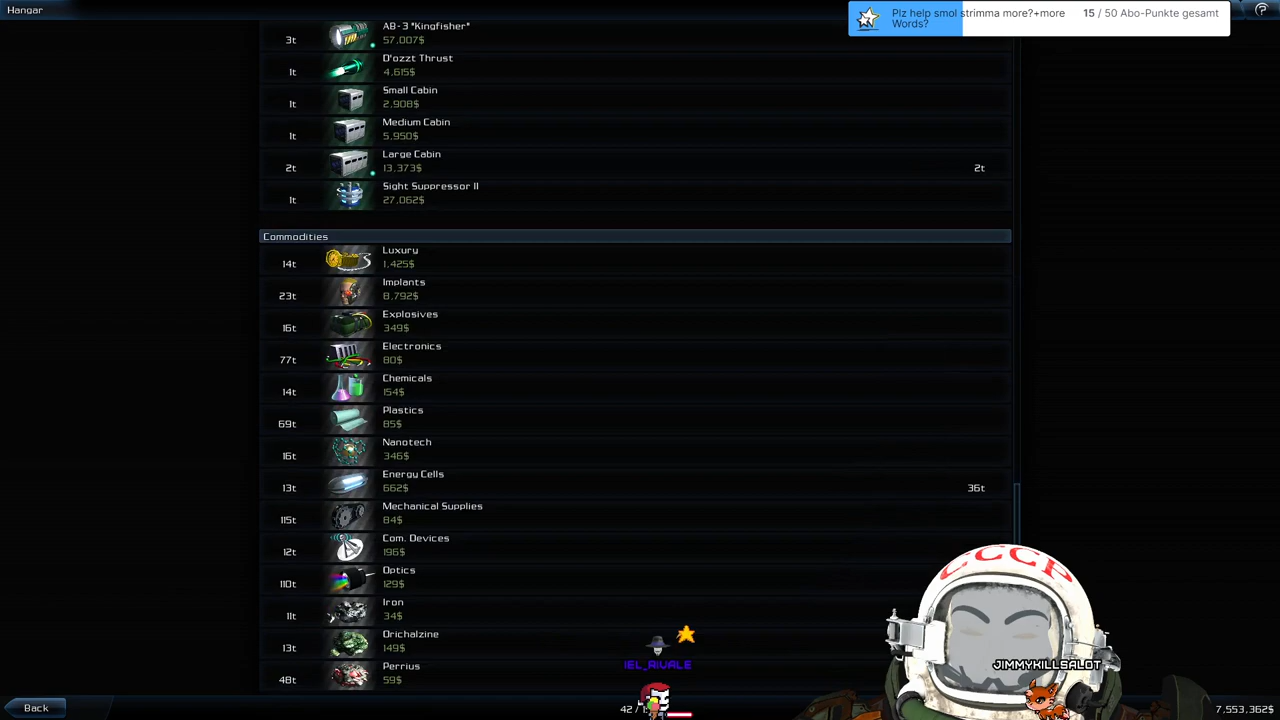 Hangar
Plz help smol strimma more?+more
Words?
15 / 50 Abo-Punkte gesamt
AB-3 "Kingfisher"
3t
57,007$
D'ozzt Thrust
1t
4,615$
Small Cabin
1t
2,908$
Medium Cabin
1t
5,950$
Large Cabin
2t
13,373$
2t
Sight Suppressor II
1t
27,062$
Commodities
Luxury
14t
1,425$
Implants
23t
8,792$
Explosives
16t
349$
Electronics
77t
80$
Chemicals
14t
154$
Plastics
69t
85$
Nanotech
16t
346$
Energy Cells
13t
662$
36t
Mechanical Supplies
115t
84$
Com. Devices
12t
196$
Optics
110t
129$
Iron
11t
34$
Orichalzine
13t
149$
Perrius
48t
59$
СССР
IEL_RIVALE
JIMMYKILLSALOT
Back
42/
7,553,362$